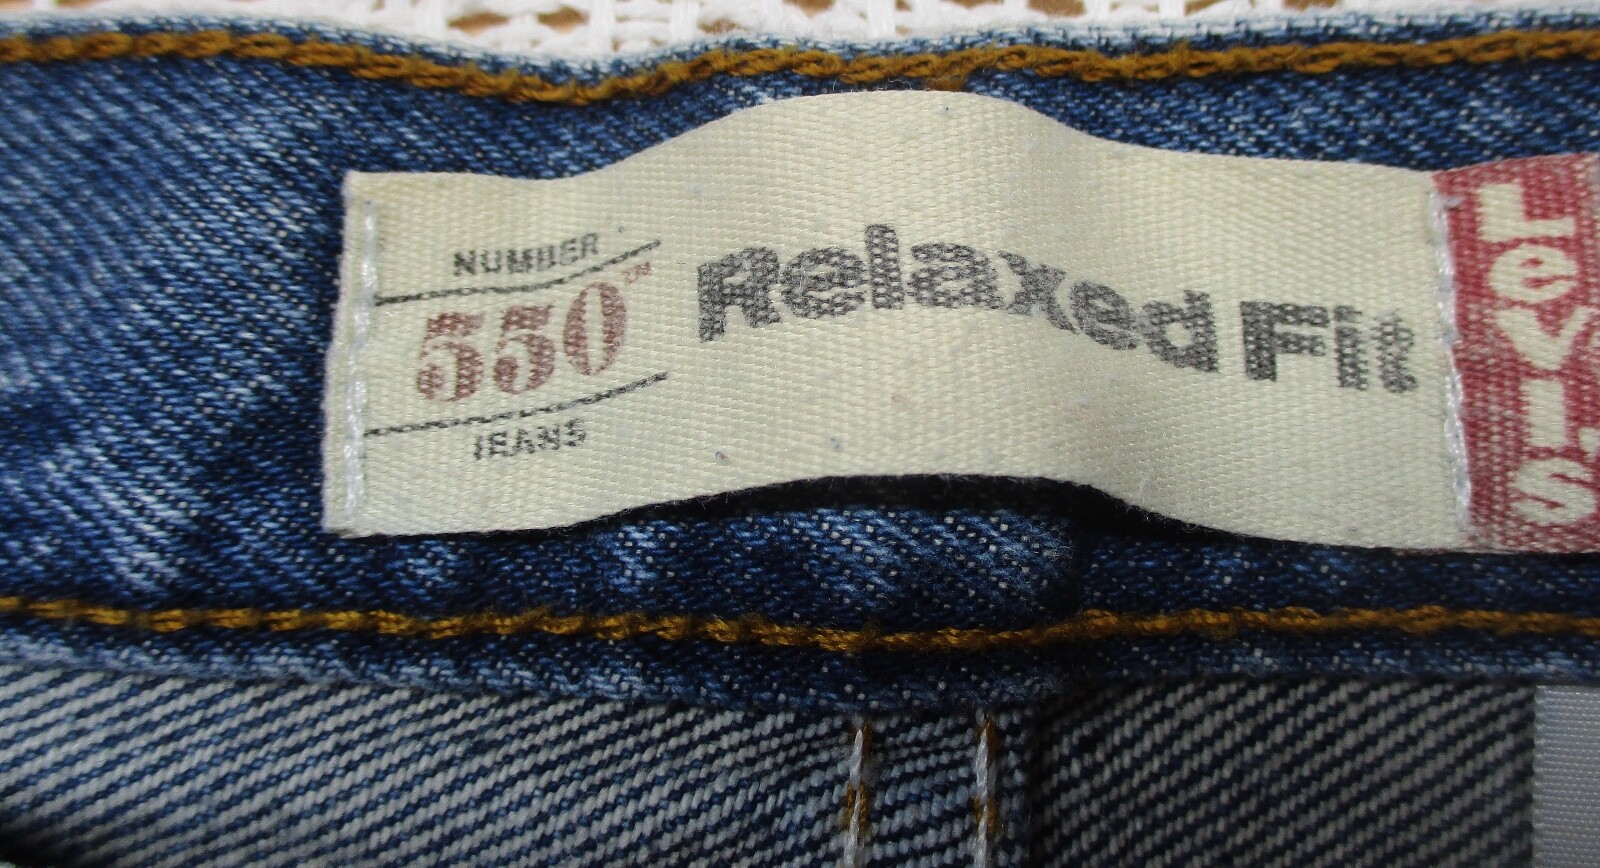 NUMBER
550™
JEANS
Relaxed Fit
LEVI'S